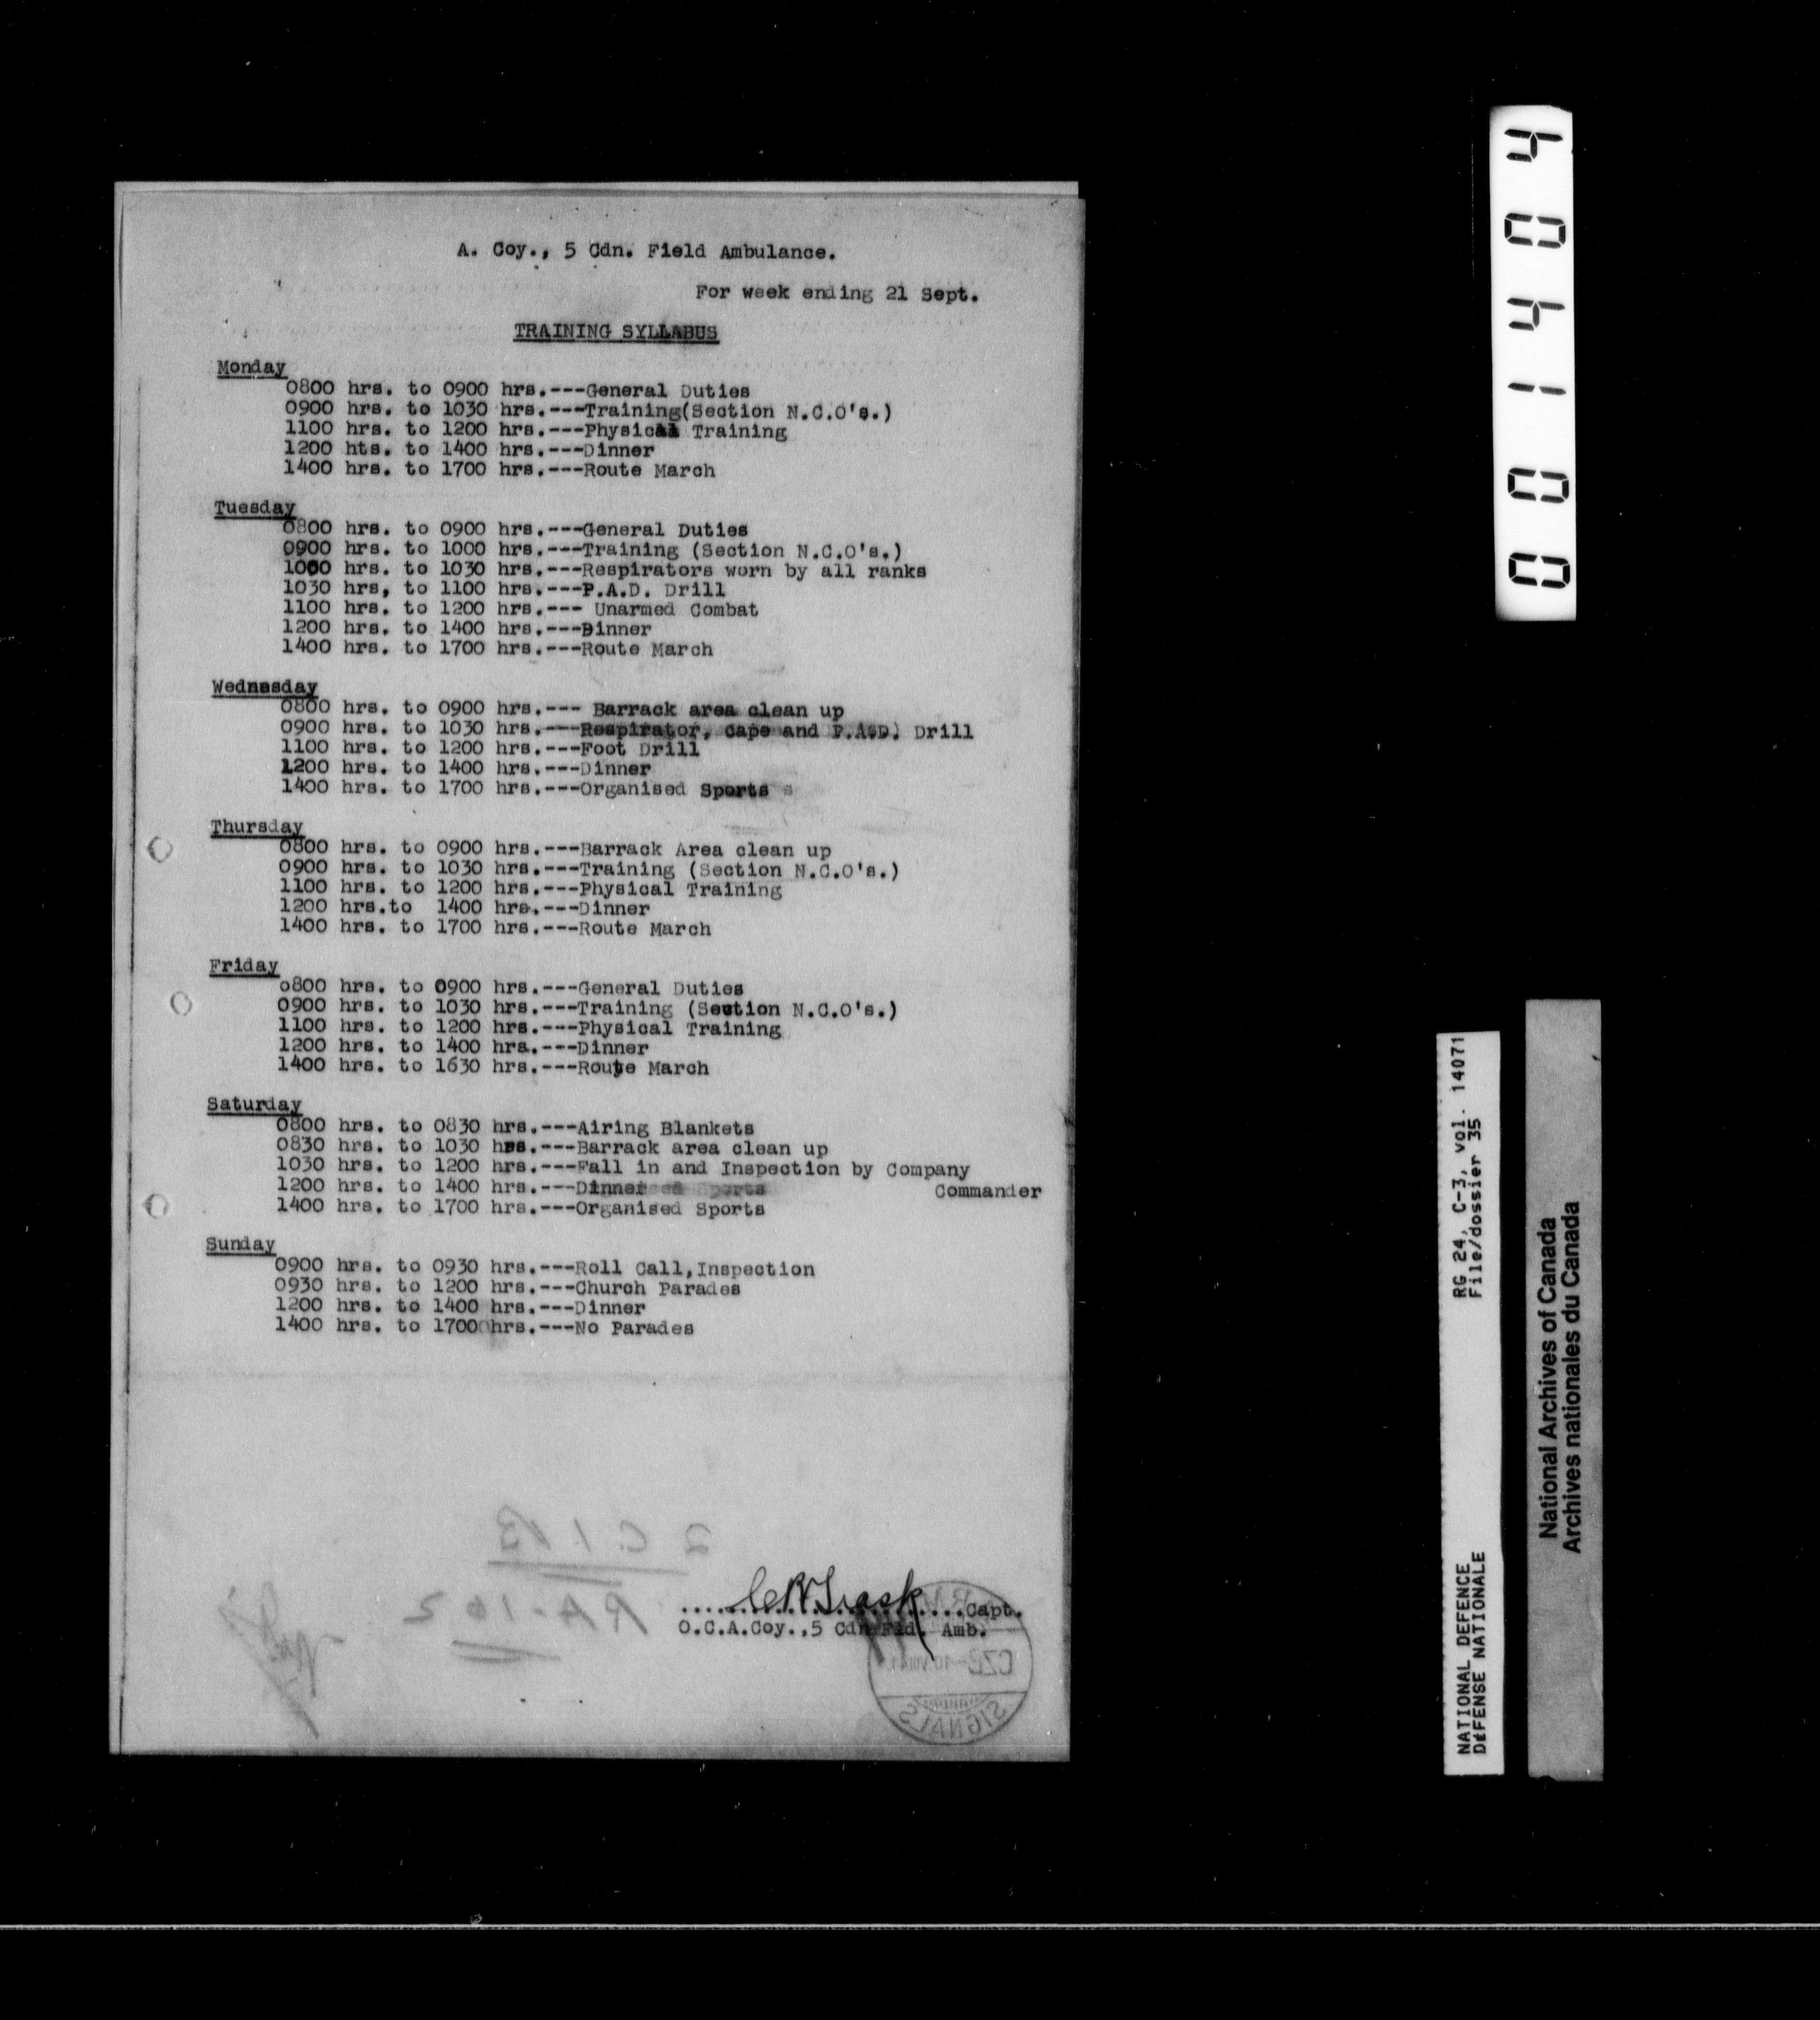 A. Coy., 5 Cdn. Field Ambulance.
For week ending 21 Sept.
TRAINING SYLLABUS
Monday
0800 hrs. to 0900 hrs.---General Duties
0900 hrs. to 1030 hrs.---Training(Section N.C.O's.)
1100 hrs. to 1200 hrs.---Physical Training
1200 hts. to 1400 hrs.---Dinner
1400 hrs. to 1700 hrs.---Route March
Tuesday
0800 hrs. to 0900 hrs.---General Duties
0900 hrs. to 1000 hrs.---Training (Section N.C.O's.)
1000 hrs. to 1030 hrs.---Respirators worn by all ranks
1030 hrs, to 1100 hrs.---P.A.D. Drill
1100 hrs. to 1200 hrs.--- Unarmed Combat
1200 hrs. to 1400 hrs.---Dinner
1400 hrs. to 1700 hrs.---Route March
Wednesday
0800 hrs. to 0900 hrs.--- Barrack area clean up
0900 hrs. to 1030 hrs.---Respirator, cape and P.A.D. Drill
1100 hrs. to 1200 hrs.---Foot Drill
1200 hrs. to 1400 hrs.---Dinner
1400 hrs. to 1700 hrs.---Organised Sports
Thursday
0800 hrs. to 0900 hrs.---Barrack Area clean up
0900 hrs. to 1030 hrs.---Training (Section N.C.O's.)
1100 hrs. to 1200 hrs.---Physical Training
1200 hrs.to 1400 hrs.---Dinner
1400 hrs. to 1700 hrs.---Route March
Friday
o800 hrs. to 0900 hrs.---General Duties
0900 hrs. to 1030 hrs.---Training (Section N.C.O's.)
1100 hrs. to 1200 hrs.---Physical Training
1200 hrs. to 1400 hrs.---Dinner
1400 hrs. to 1630 hrs.---Route March
Saturday
0800 hrs. to 0830 hrs.---Airing Blankets
0830 hrs. to 1030 hrs.---Barrack area clean up
1030 hrs. to 1200 hrs.---Fall in and Inspection by Company
Commander
1200 hrs. to 1400 hrs.---Dinner
1400 hrs. to 1700 hrs.---Organised Sports
Sunday
0900 hrs. to 0930 hrs.---Roll Call,Inspection
0930 hrs. to 1200 hrs.---Church Parades
1200 hrs. to 1400 hrs.---Dinner
1400 hrs. to 1700 hrs.---No Parades
2 C.I.B
RA-102
C R Trask Capt.
O.C.A.Coy.,5 Cdn Fld. Amb.
SIGNALS
001404
RG 24, C-3, vol. 14071
File/dossier 35
NATIONAL DEFENCE
DÉFENSE NATIONALE
National Archives of Canada
Archives nationales du Canada